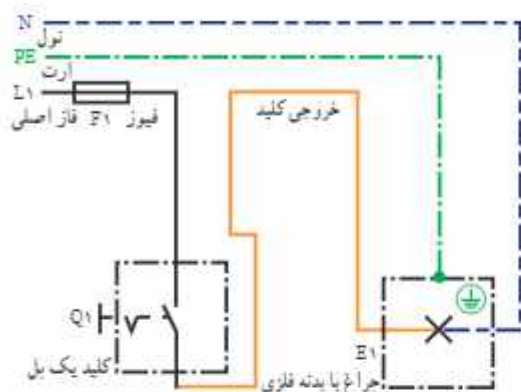 N
نول
PE
ارت
L۱
فیوز F۱ فاز اصلی
خروجی کلید
Q۱
کلید یک پل
E۱
چراغ با بدنه فلزی